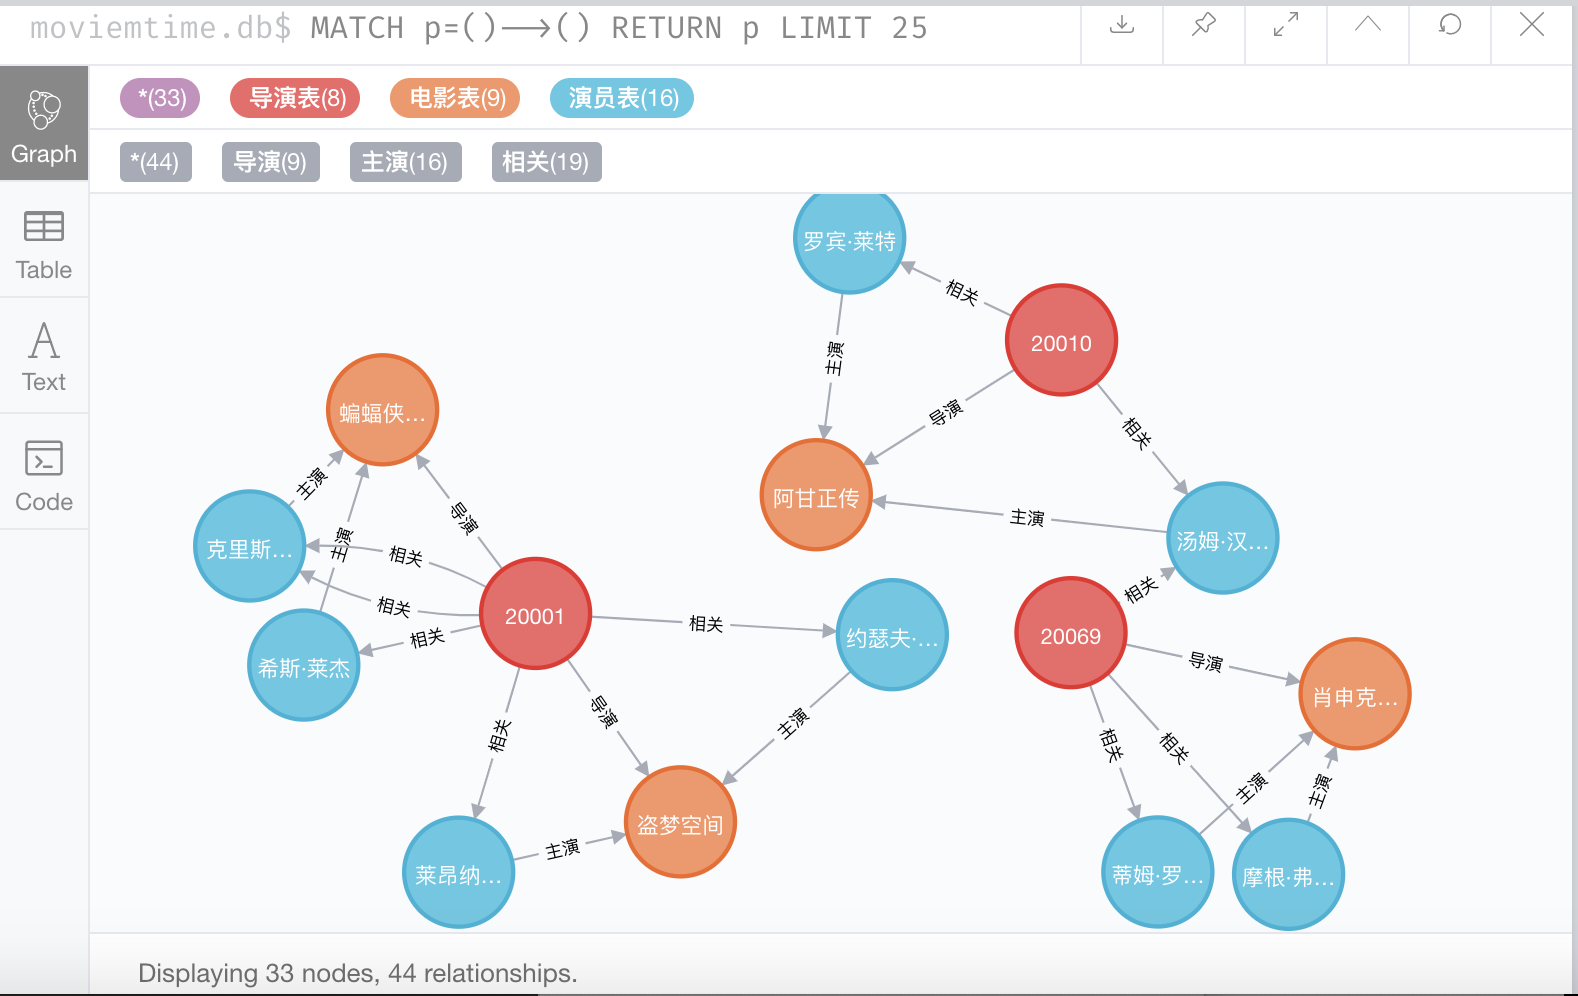 moviemtime.db$ MATCH p=()⟶() RETURN p LIMIT 25
*(33) 导演表(8) 电影表(9) 演员表(16)
*(44) 导演(9) 主演(16) 相关(19)
Graph
Table
Text
Code
罗宾·莱特
相关
20010
主演
导演
相关
阿甘正传
主演
汤姆·汉...
蝙蝠侠...
主演
克里斯...
主演
导演
相关
相关
相关
20001
希斯·莱杰
相关
约瑟夫·...
相关
导演
主演
莱昂纳...
主演
盗梦空间
相关
20069
导演
肖申克...
相关
相关
主演
主演
蒂姆·罗...
摩根·弗...
Displaying 33 nodes, 44 relationships.